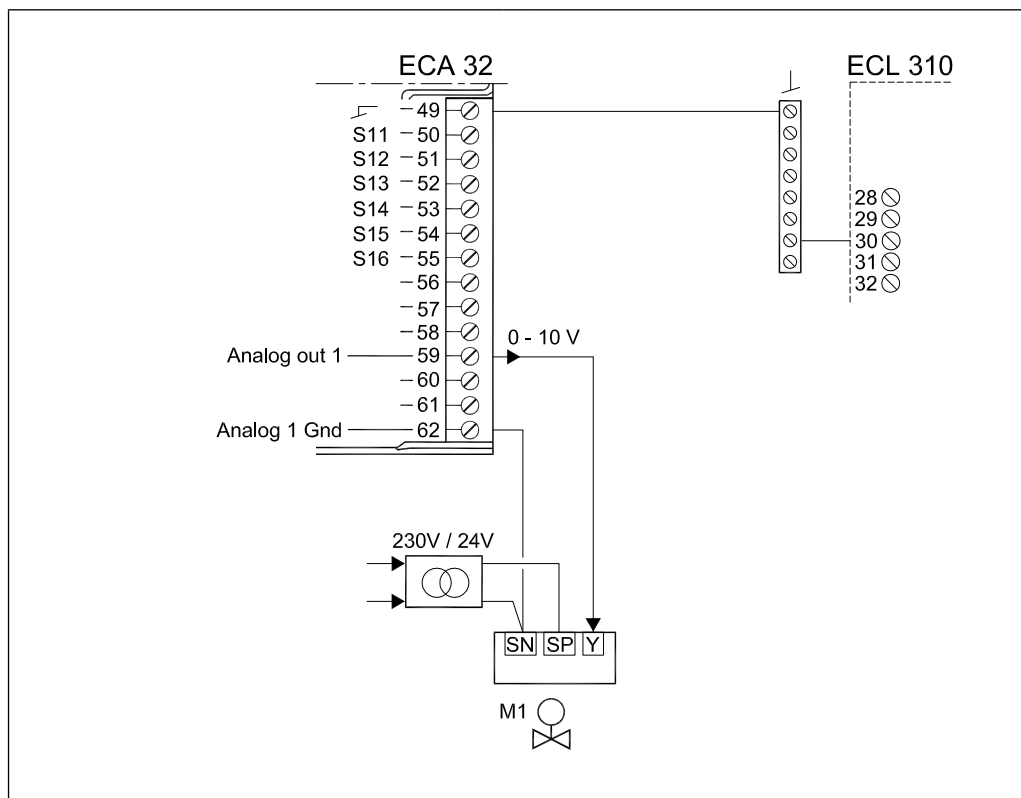 ECA 32
ECL 310
49
S11 50
S12 51
S13 52
S14 53
S15 54
S16 55
56
57
58
Analog out 1 59
60
61
Analog 1 Gnd 62
0 - 10 V
28
29
30
31
32
230V / 24V
SN SP Y
M1